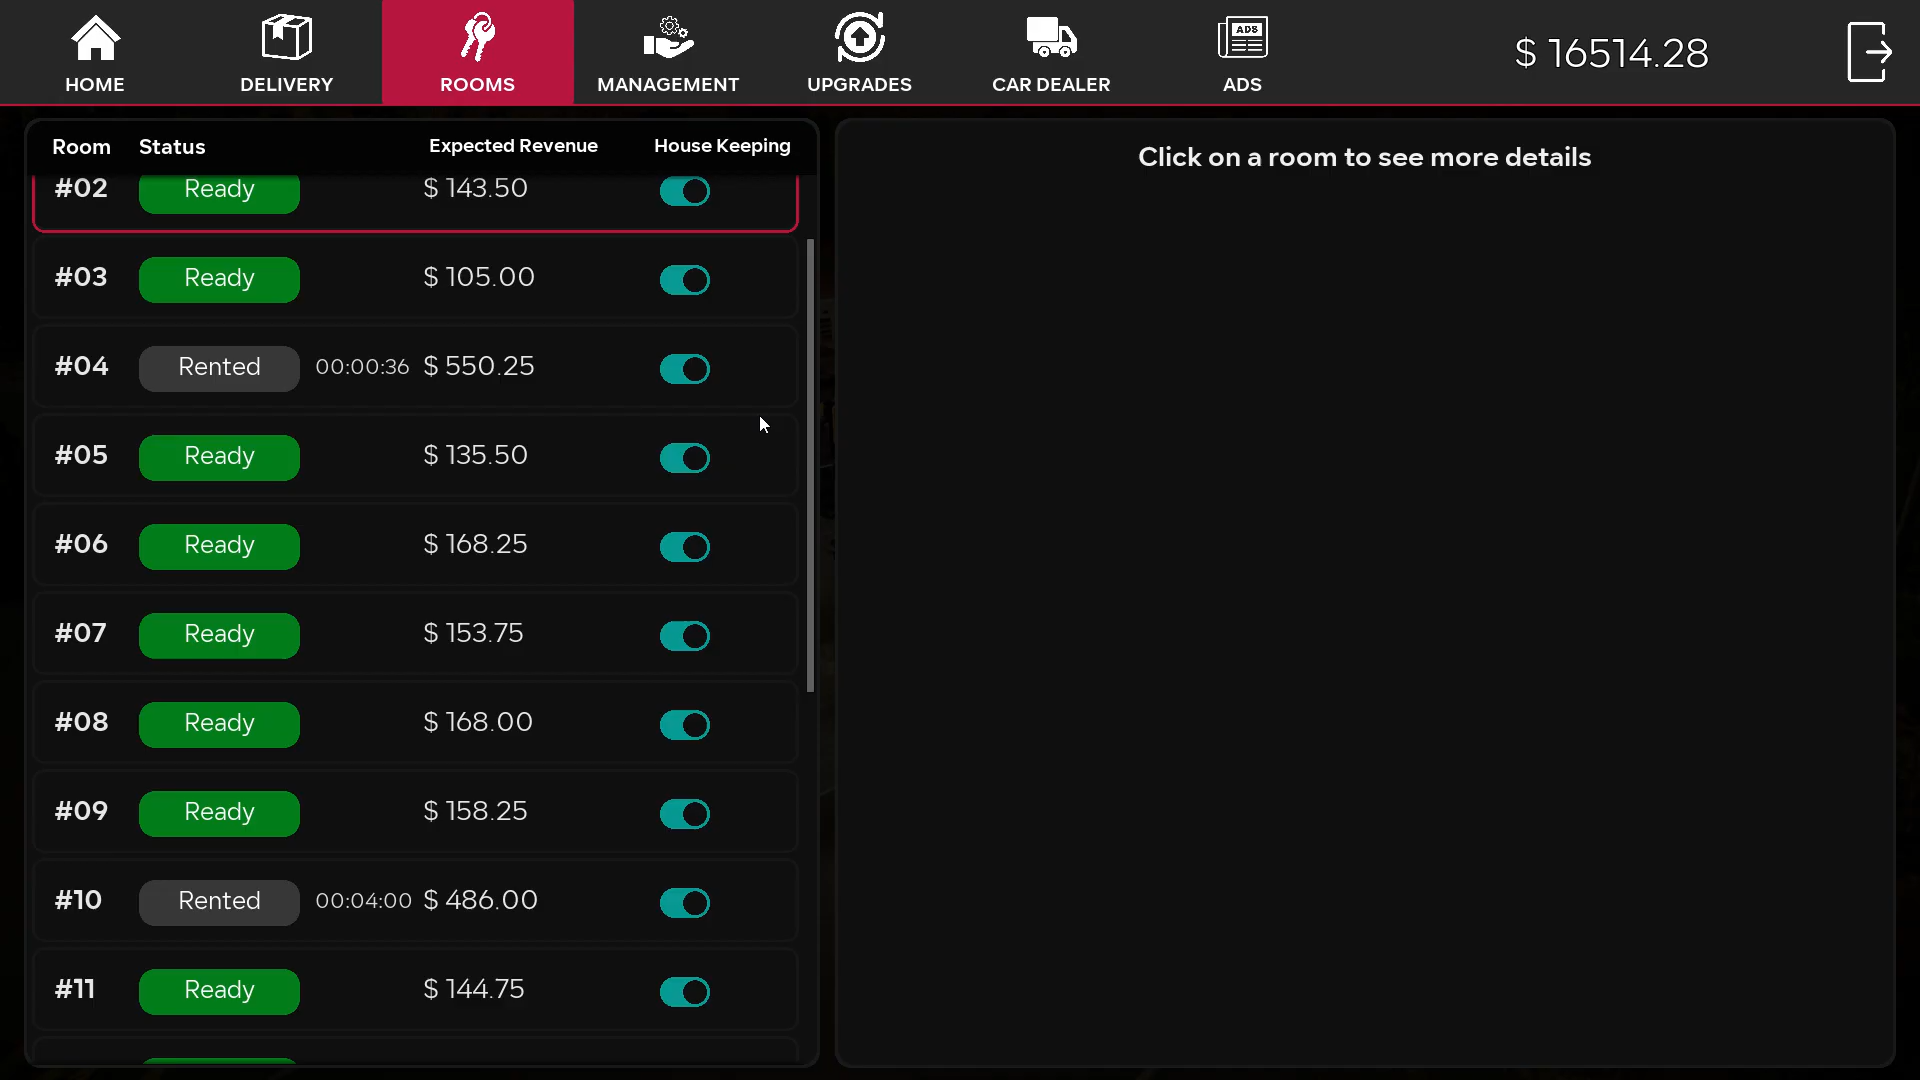 HOME
DELIVERY
ROOMS
MANAGEMENT
UPGRADES
CAR DEALER
ADS
ADS
$ 16514.28
Room Status Expected Revenue House Keeping
#02 Ready $ 143.50
#03 Ready $ 105.00
#04 Rented 00:00:36 $ 550.25
#05 Ready $ 135.50
#06 Ready $ 168.25
#07 Ready $ 153.75
#08 Ready $ 168.00
#09 Ready $ 158.25
#10 Rented 00:04:00 $ 486.00
#11 Ready $ 144.75
Click on a room to see more details